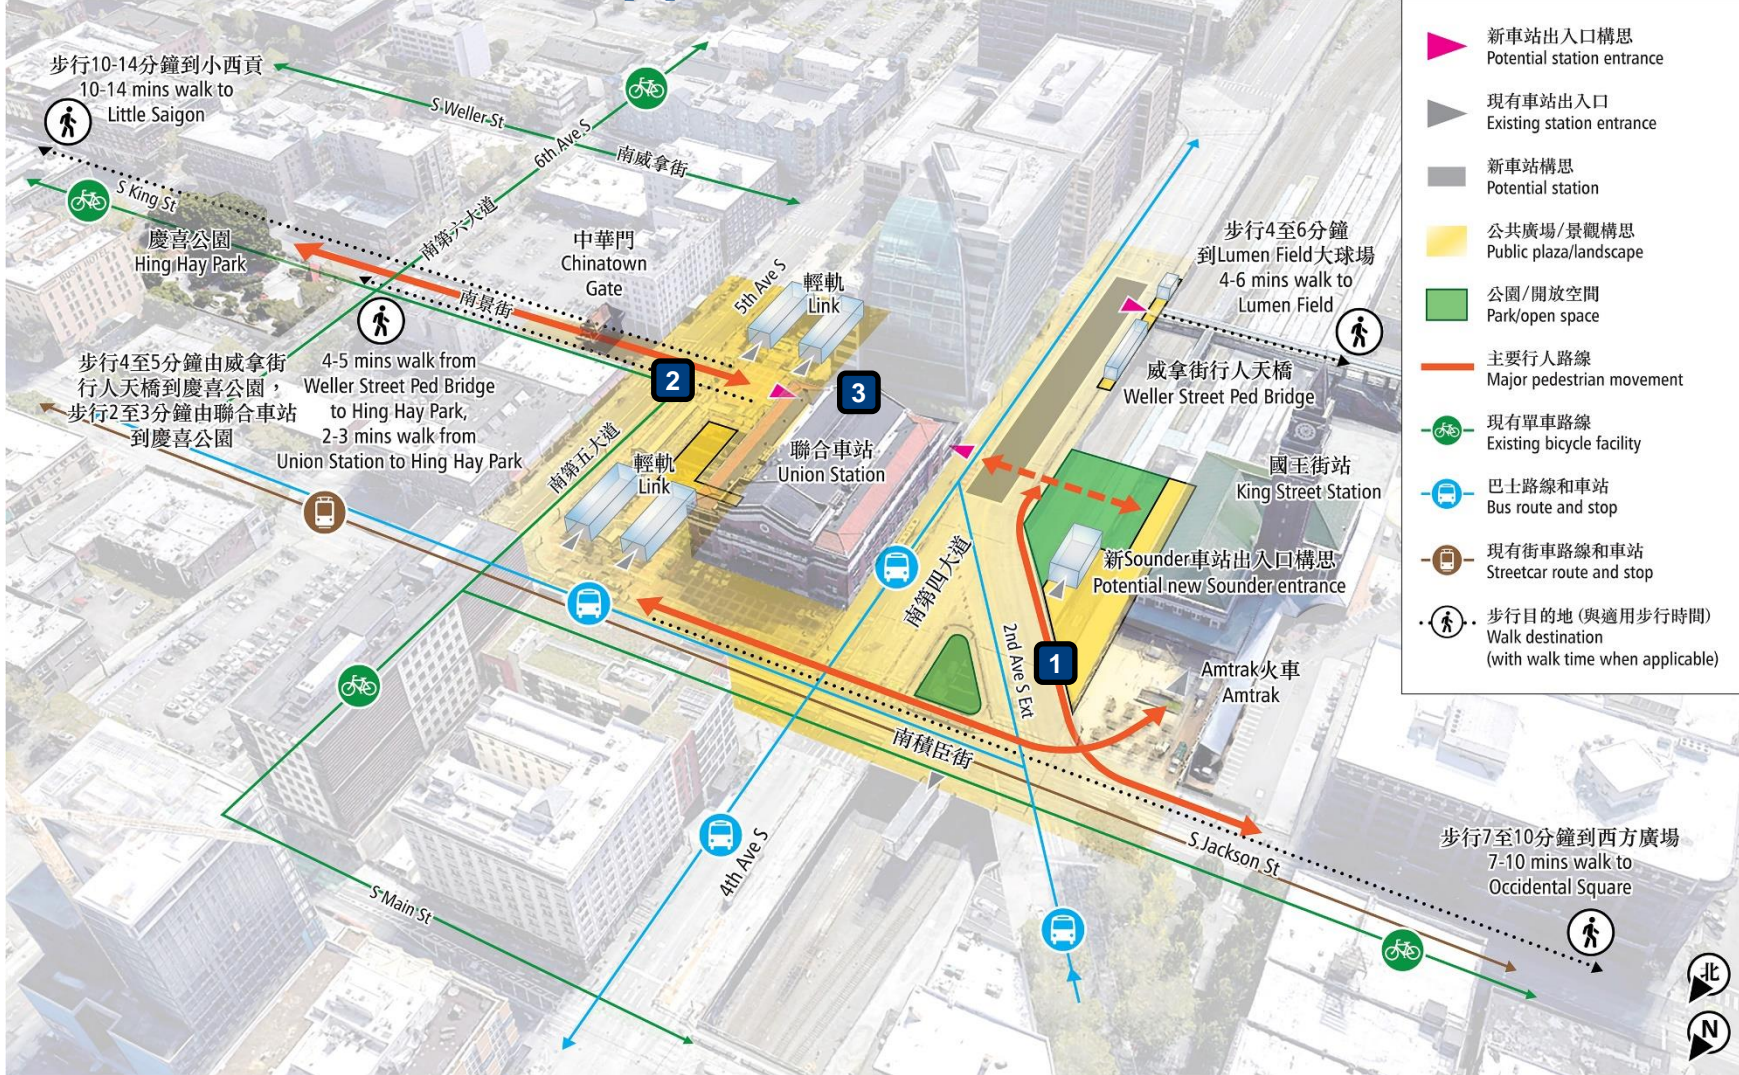 步行10-14分鐘到小西貢
10-14 mins walk to
Little Saigon
S Weller St
南威拿街
6th Ave S
南第六大道
S King St
慶喜公園
Hing Hay Park
南景街
中華門
Chinatown
Gate
5th Ave S
輕軌
Link
步行4至6分鐘
到Lumen Field大球場
4-6 mins walk to
Lumen Field
威拿街行人天橋
Weller Street Ped Bridge
步行4至5分鐘由威拿街
行人天橋到慶喜公園，
步行2至3分鐘由聯合車站
到慶喜公園
4-5 mins walk from
Weller Street Ped Bridge
to Hing Hay Park,
2-3 mins walk from
Union Station to Hing Hay Park
2
3
南第五大道
輕軌
Link
聯合車站
Union Station
國王街站
King Street Station
新Sounder車站出入口構思
Potential new Sounder entrance
南第四大道
2nd Ave S Ext
1
Amtrak火車
Amtrak
南積臣街
S Jackson St
4th Ave S
S Main St
步行7至10分鐘到西方廣場
7-10 mins walk to
Occidental Square
新車站出入口構思
Potential station entrance
現有車站出入口
Existing station entrance
新車站構思
Potential station
公共廣場/景觀構思
Public plaza/landscape
公園/開放空間
Park/open space
主要行人路線
Major pedestrian movement
現有單車路線
Existing bicycle facility
巴士路線和車站
Bus route and stop
現有街車路線和車站
Streetcar route and stop
步行目的地 (與適用步行時間)
Walk destination
(with walk time when applicable)
北
N